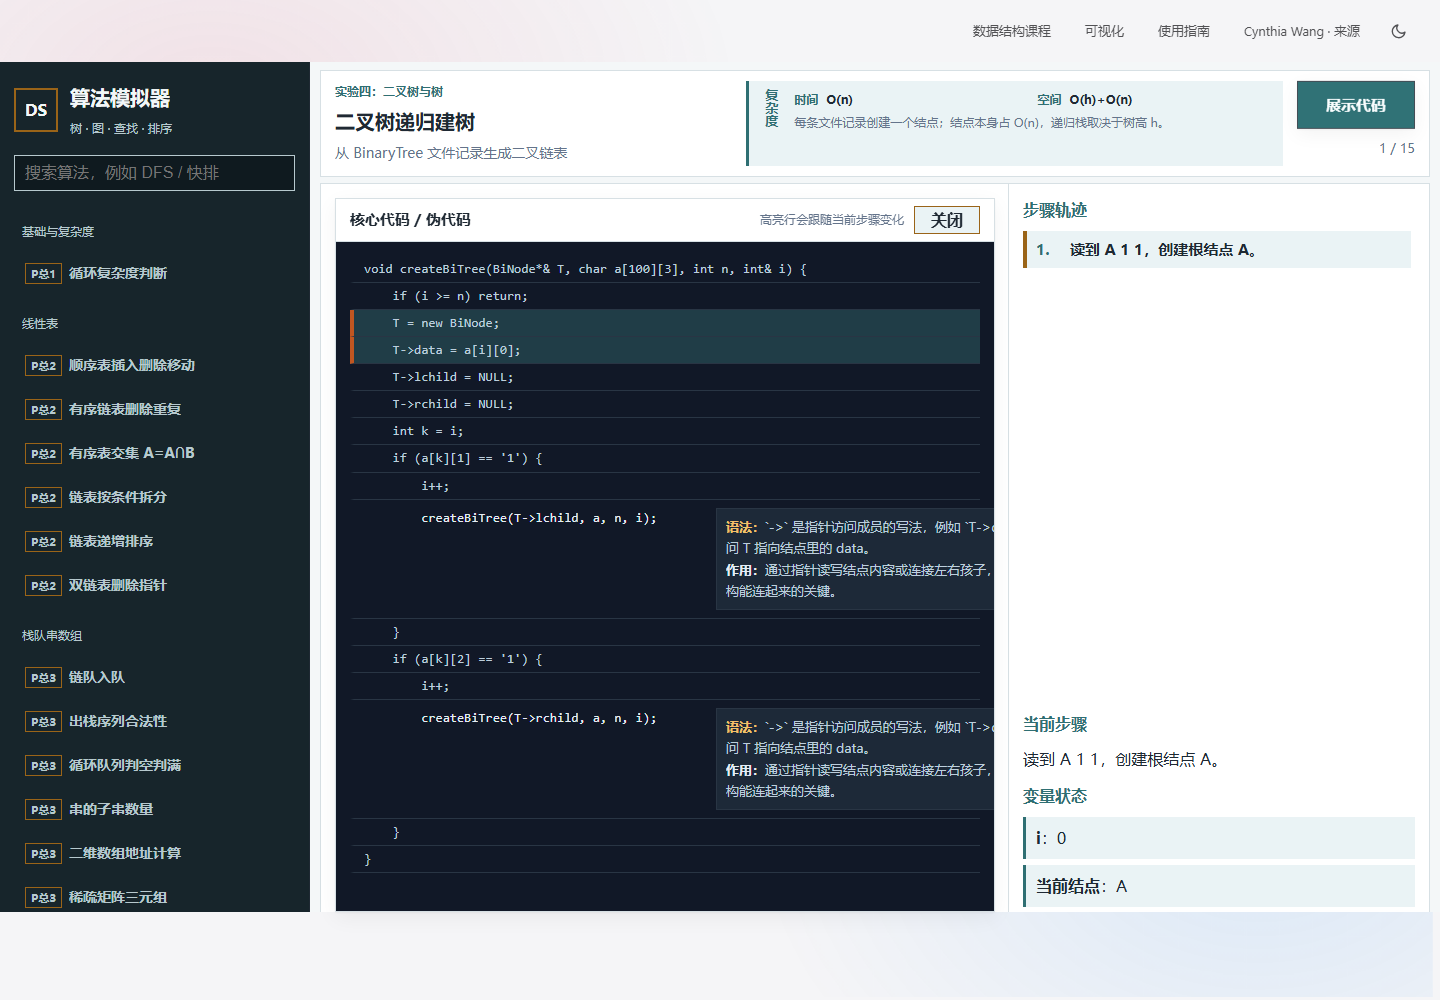 数据结构课程
可视化
使用指南
Cynthia Wang · 来源
DS
算法模拟器
树 · 图 · 查找 · 排序
搜索算法，例如 DFS / 快排
基础与复杂度
P总1 循环复杂度判断
线性表
P总2 顺序表插入删除移动
P总2 有序链表删除重复
P总2 有序表交集 A=A∩B
P总2 链表按条件拆分
P总2 链表递增排序
P总2 双链表删除指针
栈队串数组
P总3 链队入队
P总3 出栈序列合法性
P总3 循环队列判空判满
P总3 串的子串数量
P总3 二维数组地址计算
P总3 稀疏矩阵三元组
实验四：二叉树与树
二叉树递归建树
从 BinaryTree 文件记录生成二叉链表
复杂度
时间 O(n)
空间 O(h)+O(n)
每条文件记录创建一个结点；结点本身占 O(n)，递归栈取决于树高 h。
展示代码
1 / 15
核心代码 / 伪代码
高亮行会跟随当前步骤变化
关闭
void createBiTree(BiNode*& T, char a[100][3], int n, int& i) {
if (i >= n) return;
T = new BiNode;
T->data = a[i][0];
T->lchild = NULL;
T->rchild = NULL;
int k = i;
if (a[k][1] == '1') {
i++;
createBiTree(T->lchild, a, n, i);
语法：`->` 是指针访问成员的写法，例如 `T->
问 T 指向结点里的 data。
作用：通过指针读写结点内容或连接左右孩子，
构能连起来的关键。
}
if (a[k][2] == '1') {
i++;
createBiTree(T->rchild, a, n, i);
语法：`->` 是指针访问成员的写法，例如 `T->
问 T 指向结点里的 data。
作用：通过指针读写结点内容或连接左右孩子，
构能连起来的关键。
}
}
步骤轨迹
1. 读到 A 1 1，创建根结点 A。
当前步骤
读到 A 1 1，创建根结点 A。
变量状态
i：0
当前结点：A